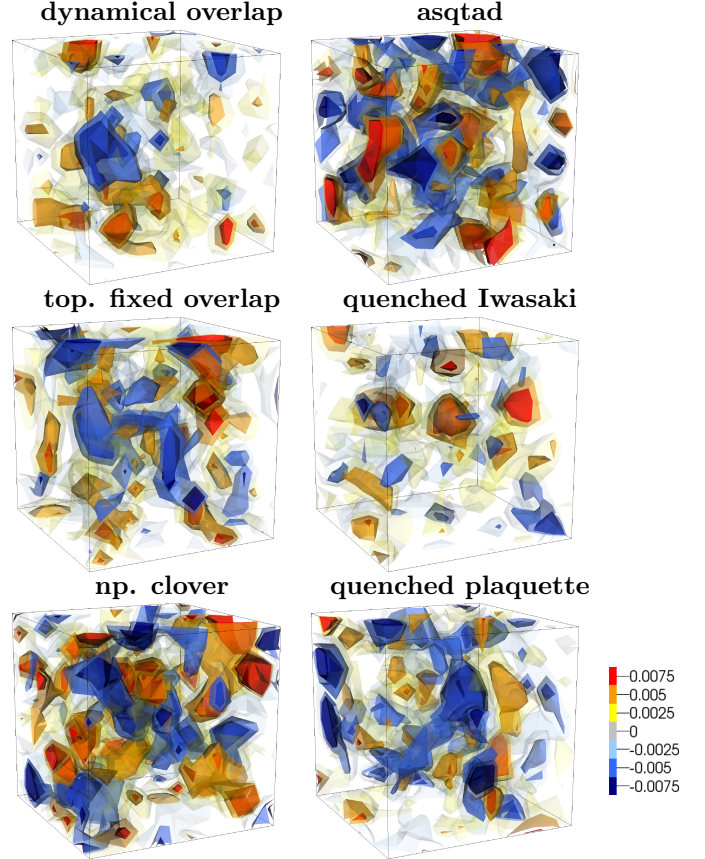 dynamical overlap
asqtad
top. fixed overlap
quenched Iwasaki
np. clover
quenched plaquette
0.0075
0.005
0.0025
0
-0.0025
-0.005
-0.0075